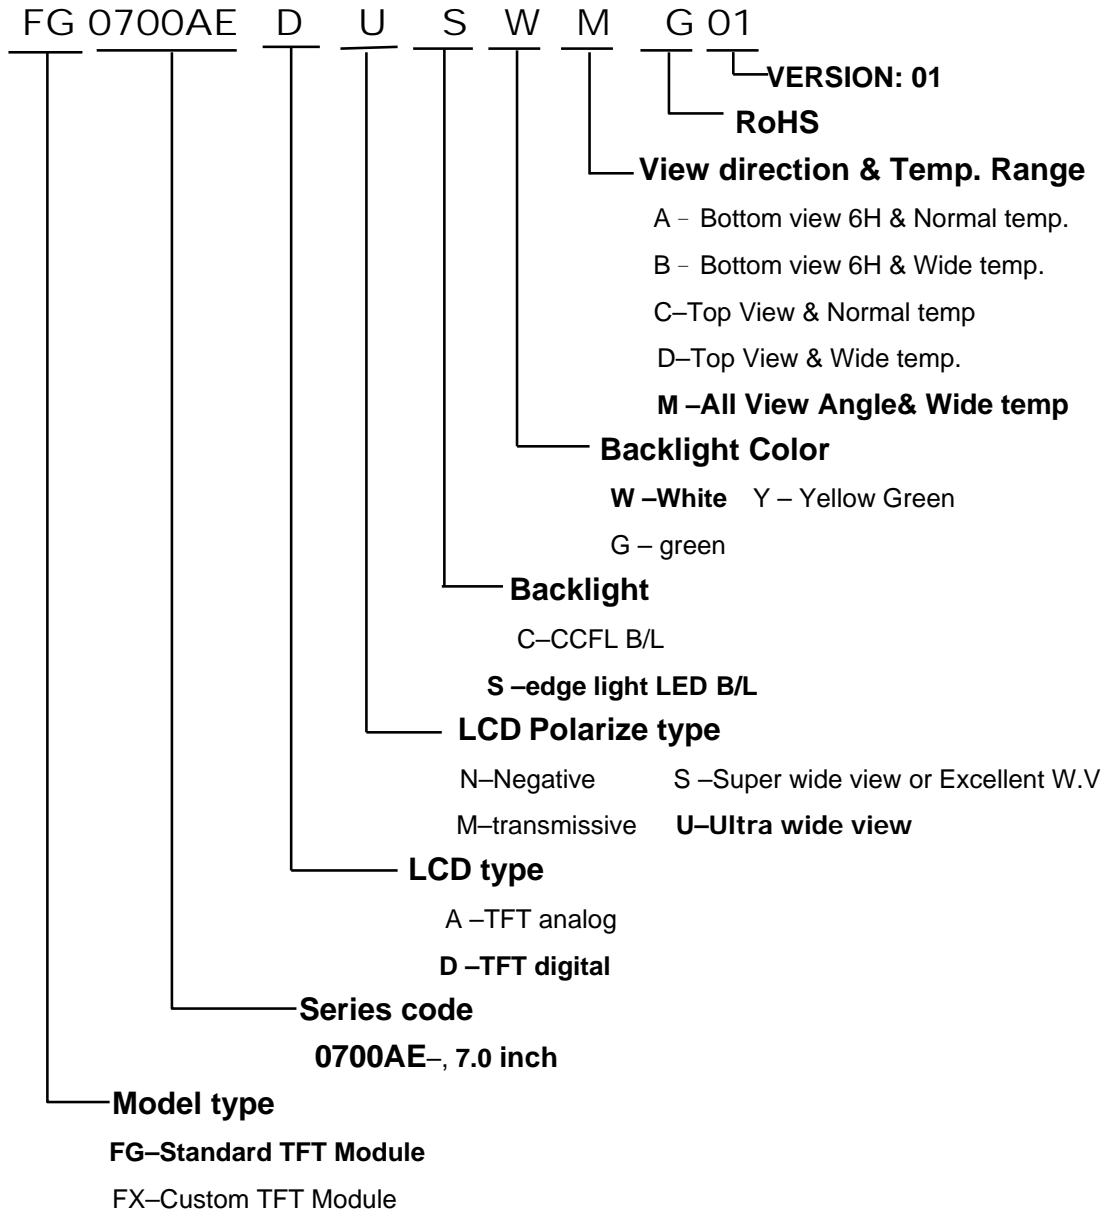 FG 0700AE D U S W M G 01
VERSION: 01
RoHS
View direction & Temp. Range
A – Bottom view 6H & Normal temp.
B – Bottom view 6H & Wide temp.
C–Top View & Normal temp
D–Top View & Wide temp.
M –All View Angle& Wide temp
Backlight Color
W –White Y – Yellow Green
G – green
Backlight
C–CCFL B/L
S –edge light LED B/L
LCD Polarize type
N–Negative S –Super wide view or Excellent W.V
M–transmissive U–Ultra wide view
LCD type
A –TFT analog
D –TFT digital
Series code
0700AE–, 7.0 inch
Model type
FG–Standard TFT Module
FX–Custom TFT Module